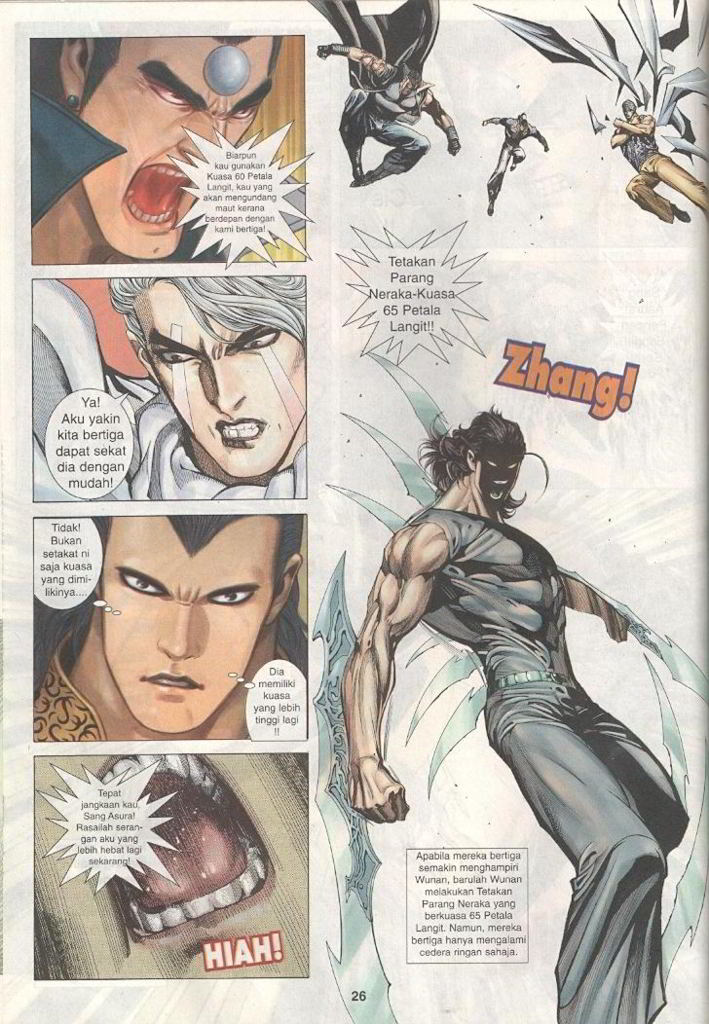 Biarpun
kau gunakan
Kuasa 60 Petala
Langit, kau yang
akan mengundang
maut kerana
berdepan dengan
kami bertiga!
Ya!
Aku yakin
kita bertiga
dapat sekat
dia dengan
mudah!
Tidak!
Bukan
setakat ni
saja kuasa
yang dimi-
likinya....
Dia
memiliki
kuasa
yang lebih
tinggi lagi
!!
Tepat
jangkaan kau,
Sang Asura!
Rasailah seran-
gan aku yang
lebih hebat lagi
sekarang!
HIAH!
Tetakan
Parang
Neraka-Kuasa
65 Petala
Langit!!
Zhang!
Apabila mereka bertiga
semakin menghampiri
Wunan, barulah Wunan
melakukan Tetakan
Parang Neraka yang
berkuasa 65 Petala
Langit. Namun, mereka
bertiga hanya mengalami
cedera ringan sahaja.
26